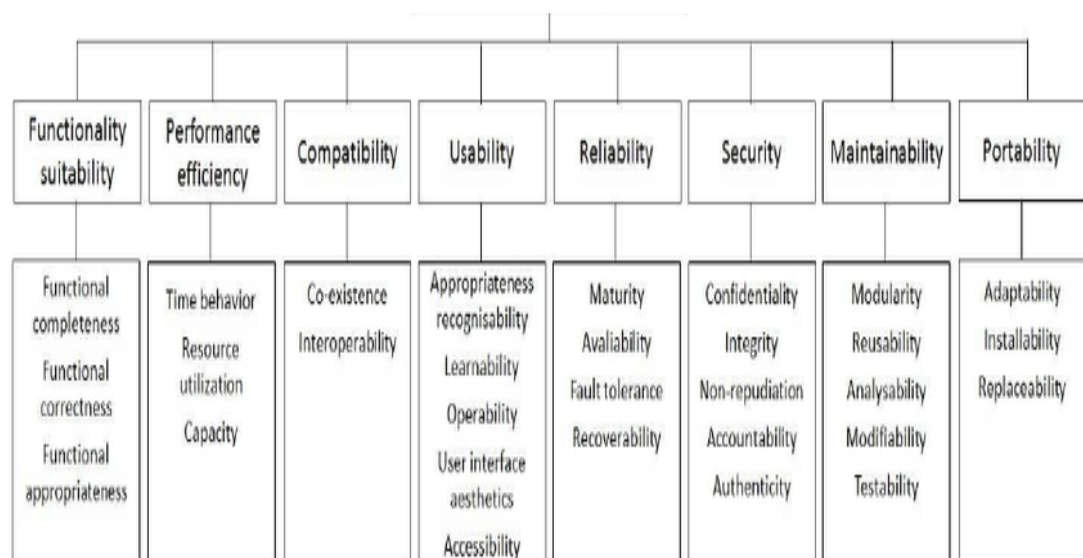 Functionality
suitability
Performance
efficiency
Compatibility
Usability
Reliability
Security
Maintainability
Portability
Functional
completeness
Functional
correctness
Functional
appropriateness
Time behavior
Resource
utilization
Capacity
Co-existence
Interoperability
Appropriateness
recognisability
Learnability
Operability
User interface
aesthetics
Accessibility
Maturity
Avaliability
Fault tolerance
Recoverability
Confidentiality
Integrity
Non-repudiation
Accountability
Authenticity
Modularity
Reusability
Analysability
Modifiability
Testability
Adaptability
Installability
Replaceability